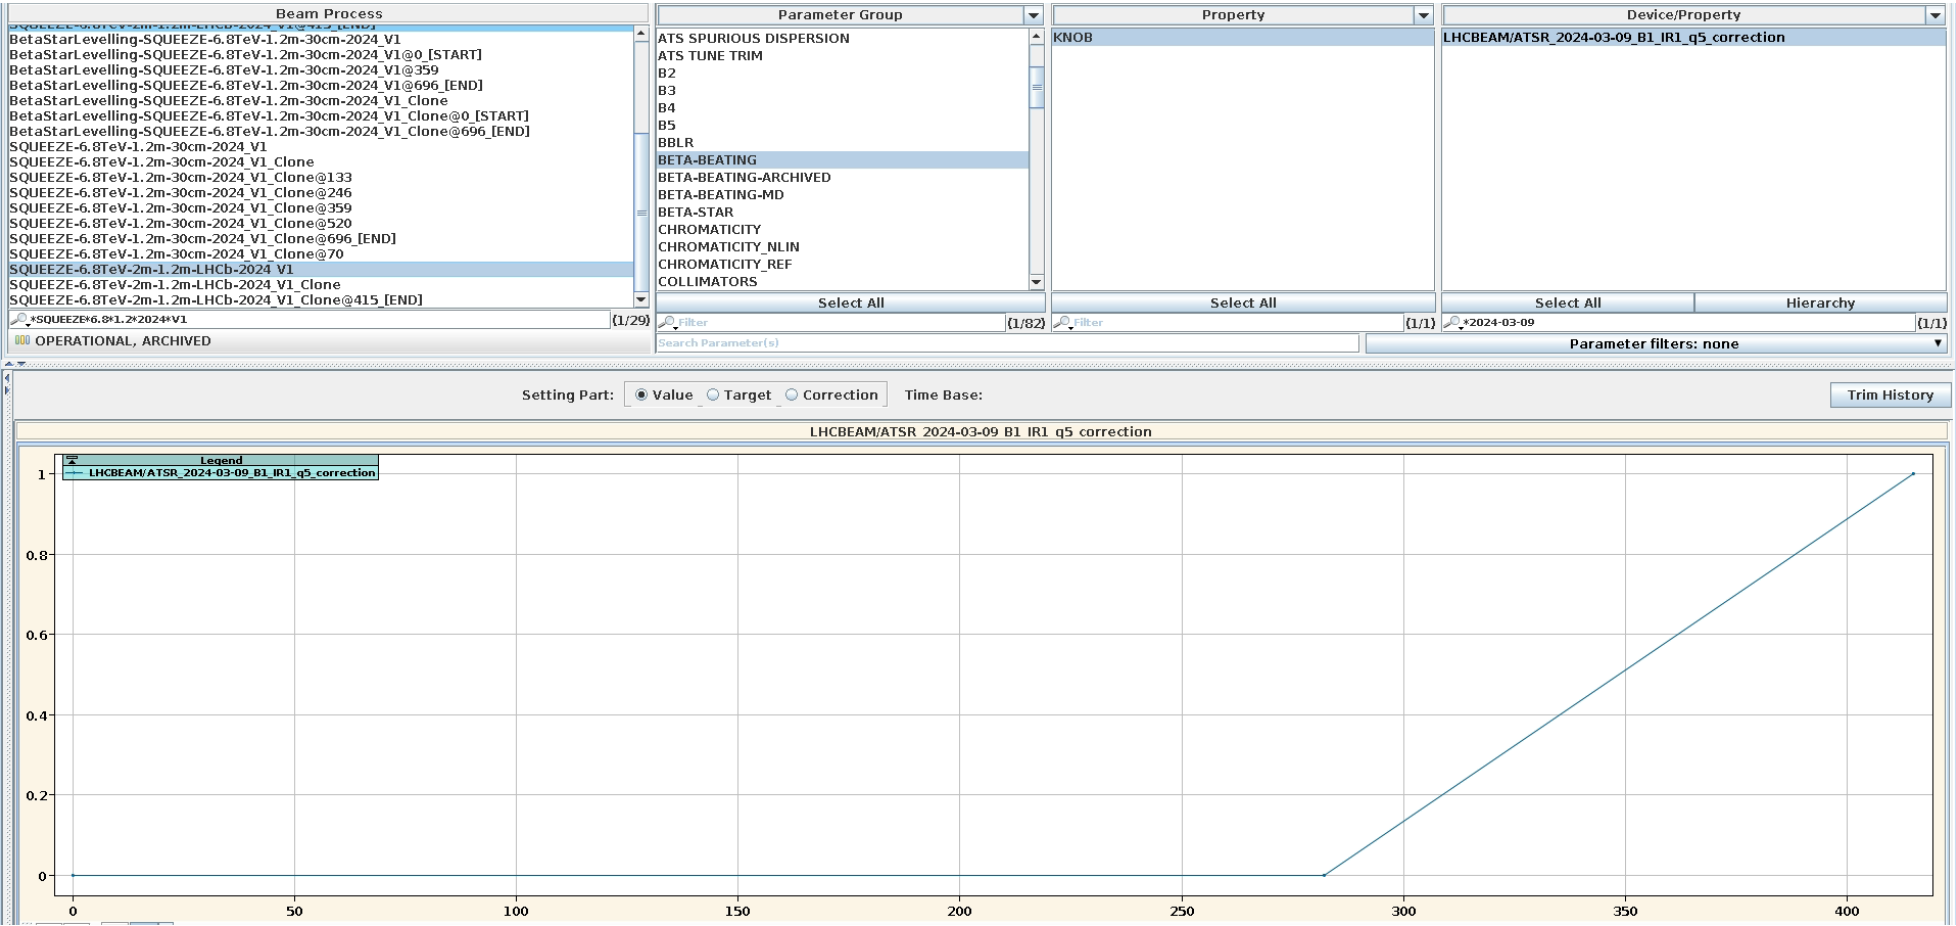 Beam Process
SQUEEZE-6.8TeV-2m-1.2m-LHCb-2024_V1@415_[END]
BetaStarLevelling-SQUEEZE-6.8TeV-1.2m-30cm-2024_V1
BetaStarLevelling-SQUEEZE-6.8TeV-1.2m-30cm-2024_V1@0_[START]
BetaStarLevelling-SQUEEZE-6.8TeV-1.2m-30cm-2024_V1@359
BetaStarLevelling-SQUEEZE-6.8TeV-1.2m-30cm-2024_V1@696_[END]
BetaStarLevelling-SQUEEZE-6.8TeV-1.2m-30cm-2024_V1_Clone
BetaStarLevelling-SQUEEZE-6.8TeV-1.2m-30cm-2024_V1_Clone@0_[START]
BetaStarLevelling-SQUEEZE-6.8TeV-1.2m-30cm-2024_V1_Clone@696_[END]
SQUEEZE-6.8TeV-1.2m-30cm-2024_V1
SQUEEZE-6.8TeV-1.2m-30cm-2024_V1_Clone
SQUEEZE-6.8TeV-1.2m-30cm-2024_V1_Clone@133
SQUEEZE-6.8TeV-1.2m-30cm-2024_V1_Clone@246
SQUEEZE-6.8TeV-1.2m-30cm-2024_V1_Clone@359
SQUEEZE-6.8TeV-1.2m-30cm-2024_V1_Clone@520
SQUEEZE-6.8TeV-1.2m-30cm-2024_V1_Clone@696_[END]
SQUEEZE-6.8TeV-1.2m-30cm-2024_V1_Clone@70
SQUEEZE-6.8TeV-2m-1.2m-LHCb-2024_V1
SQUEEZE-6.8TeV-2m-1.2m-LHCb-2024_V1_Clone
SQUEEZE-6.8TeV-2m-1.2m-LHCb-2024_V1_Clone@415_[END]
*SQUEEZE*6.8*1.2*2024*V1 (1/29)
OPERATIONAL, ARCHIVED
Parameter Group
ATS SPURIOUS DISPERSION
ATS TUNE TRIM
B2
B3
B4
B5
BBLR
BETA-BEATING
BETA-BEATING-ARCHIVED
BETA-BEATING-MD
BETA-STAR
CHROMATICITY
CHROMATICITY_NLIN
CHROMATICITY_REF
COLLIMATORS
Select All
Filter (1/82)
Property
KNOB
Select All
Filter (1/1)
Device/Property
LHCBEAM/ATSR_2024-03-09_B1_IR1_q5_correction
Select All Hierarchy
*2024-03-09 (1/1)
Search Parameter(s) Parameter filters: none
Setting Part: Value Target Correction Time Base: Trim History
LHCBEAM/ATSR_2024-03-09_B1_IR1_q5_correction
Legend
LHCBEAM/ATSR_2024-03-09_B1_IR1_q5_correction
1
0.8
0.6
0.4
0.2
0
0 50 100 150 200 250 300 350 400